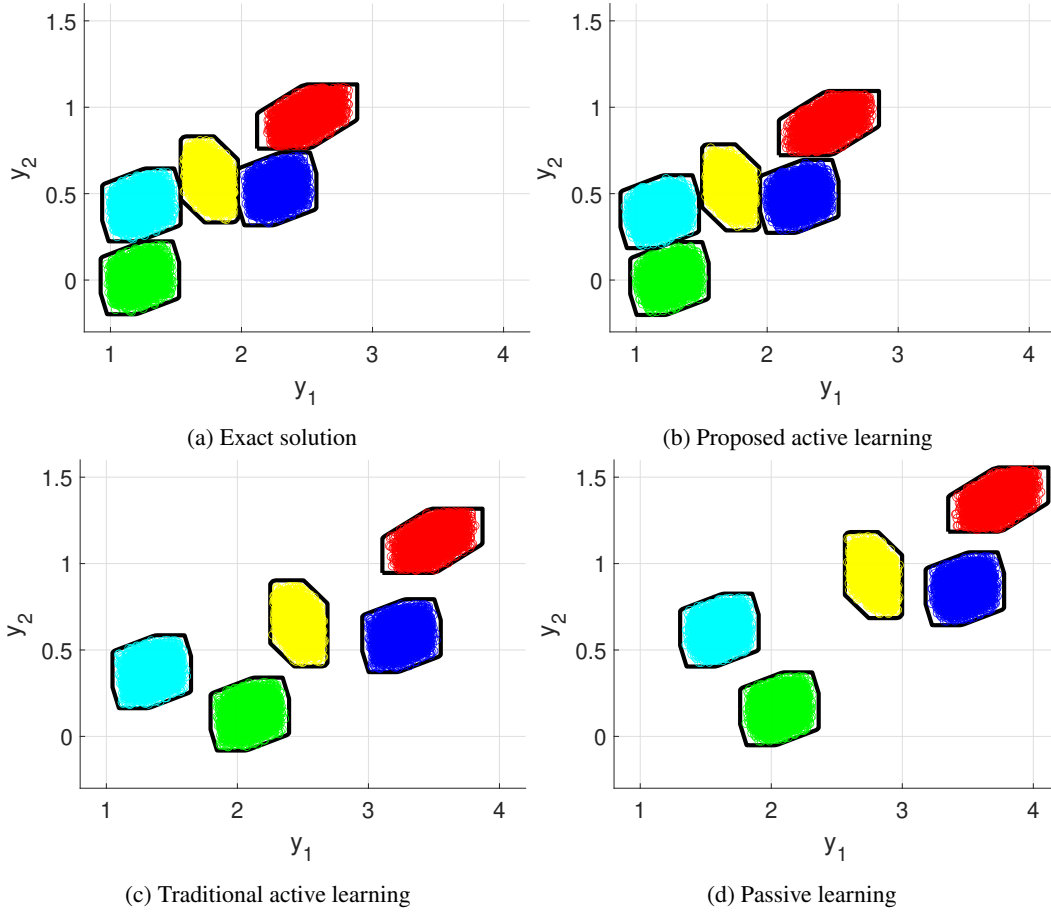 1.5
1
0.5
0
y2
1 2 3 4
y1
(a) Exact solution
1.5
1
0.5
0
y2
1 2 3 4
y1
(b) Proposed active learning
1.5
1
0.5
0
y2
1 2 3 4
y1
(c) Traditional active learning
1.5
1
0.5
0
y2
1 2 3 4
y1
(d) Passive learning